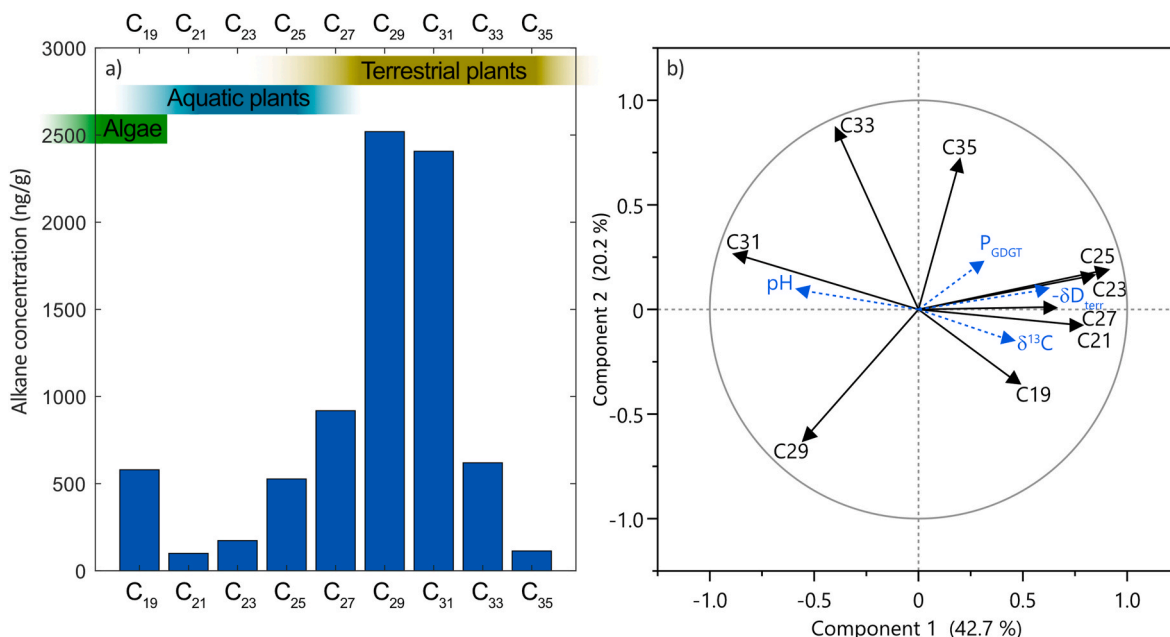 C19 C21 C23 C25 C27 C29 C31 C33 C35
a)
Terrestrial plants
Aquatic plants
Algae
Alkane concentration (ng/g)
3000
2500
2000
1500
1000
500
0
C19 C21 C23 C25 C27 C29 C31 C33 C35
b)
Component 2 (20.2 %)
1.0
0.5
0
-0.5
-1.0
C33
C35
C31
PGDGT
C25
pH
C23
-δDterr.
C27
δ13C
C21
C19
C29
-1.0 -0.5 0 0.5 1.0
Component 1 (42.7 %)